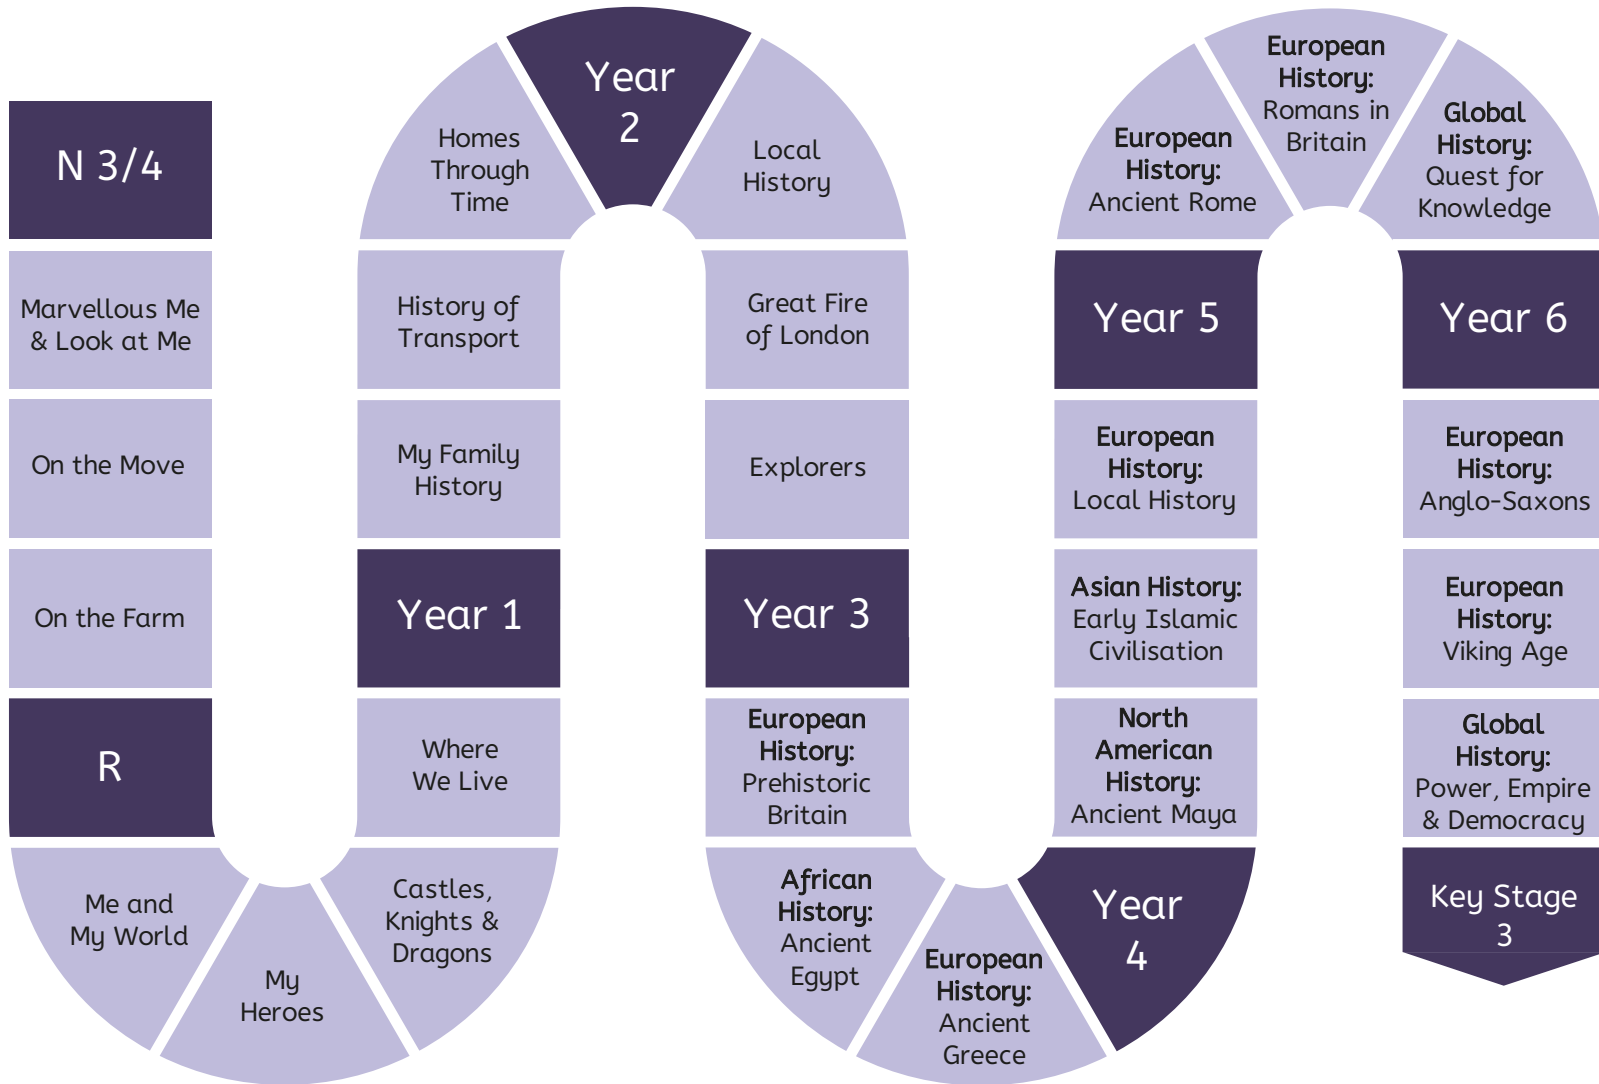 N 3/4
Marvellous Me
& Look at Me
On the Move
On the Farm
R
Me and
My World
My
Heroes
Castles,
Knights &
Dragons
Where
We Live
Year 1
My Family
History
History of
Transport
Homes
Through
Time
Year
2
Local
History
Great Fire
of London
Explorers
Year 3
European
History:
Prehistoric
Britain
African
History:
Ancient
Egypt
European
History:
Ancient
Greece
Year
4
North
American
History:
Ancient Maya
Asian History:
Early Islamic
Civilisation
European
History:
Local History
Year 5
European
History:
Ancient Rome
European
History:
Romans in
Britain
Global
History:
Quest for
Knowledge
Year 6
European
History:
Anglo-Saxons
European
History:
Viking Age
Global
History:
Power, Empire
& Democracy
Key Stage
3